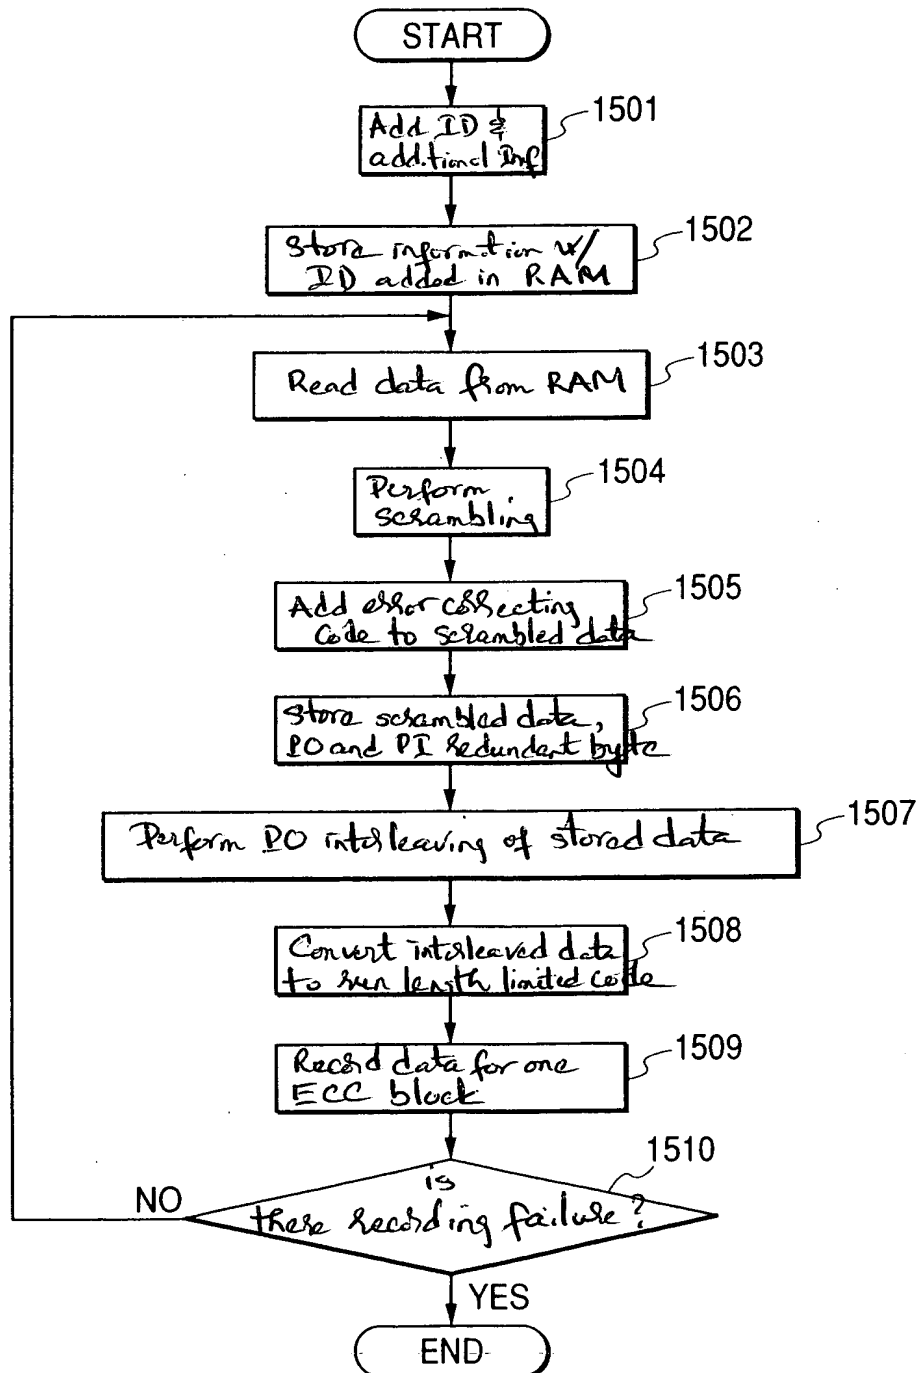 START
1501
Add ID &
additional Inf
1502
Store information w/
ID added in RAM
1503
Read data from RAM
1504
Perform
scrambling
1505
Add error correcting
Code to scrambled data
1506
Store scrambled data,
PO and PI redundant byte
1507
Perform PO interleaving of stored data
1508
Convert interleaved data
to run length limited code
1509
Record data for one
ECC block
1510
is
there recording failure?
NO
YES
END